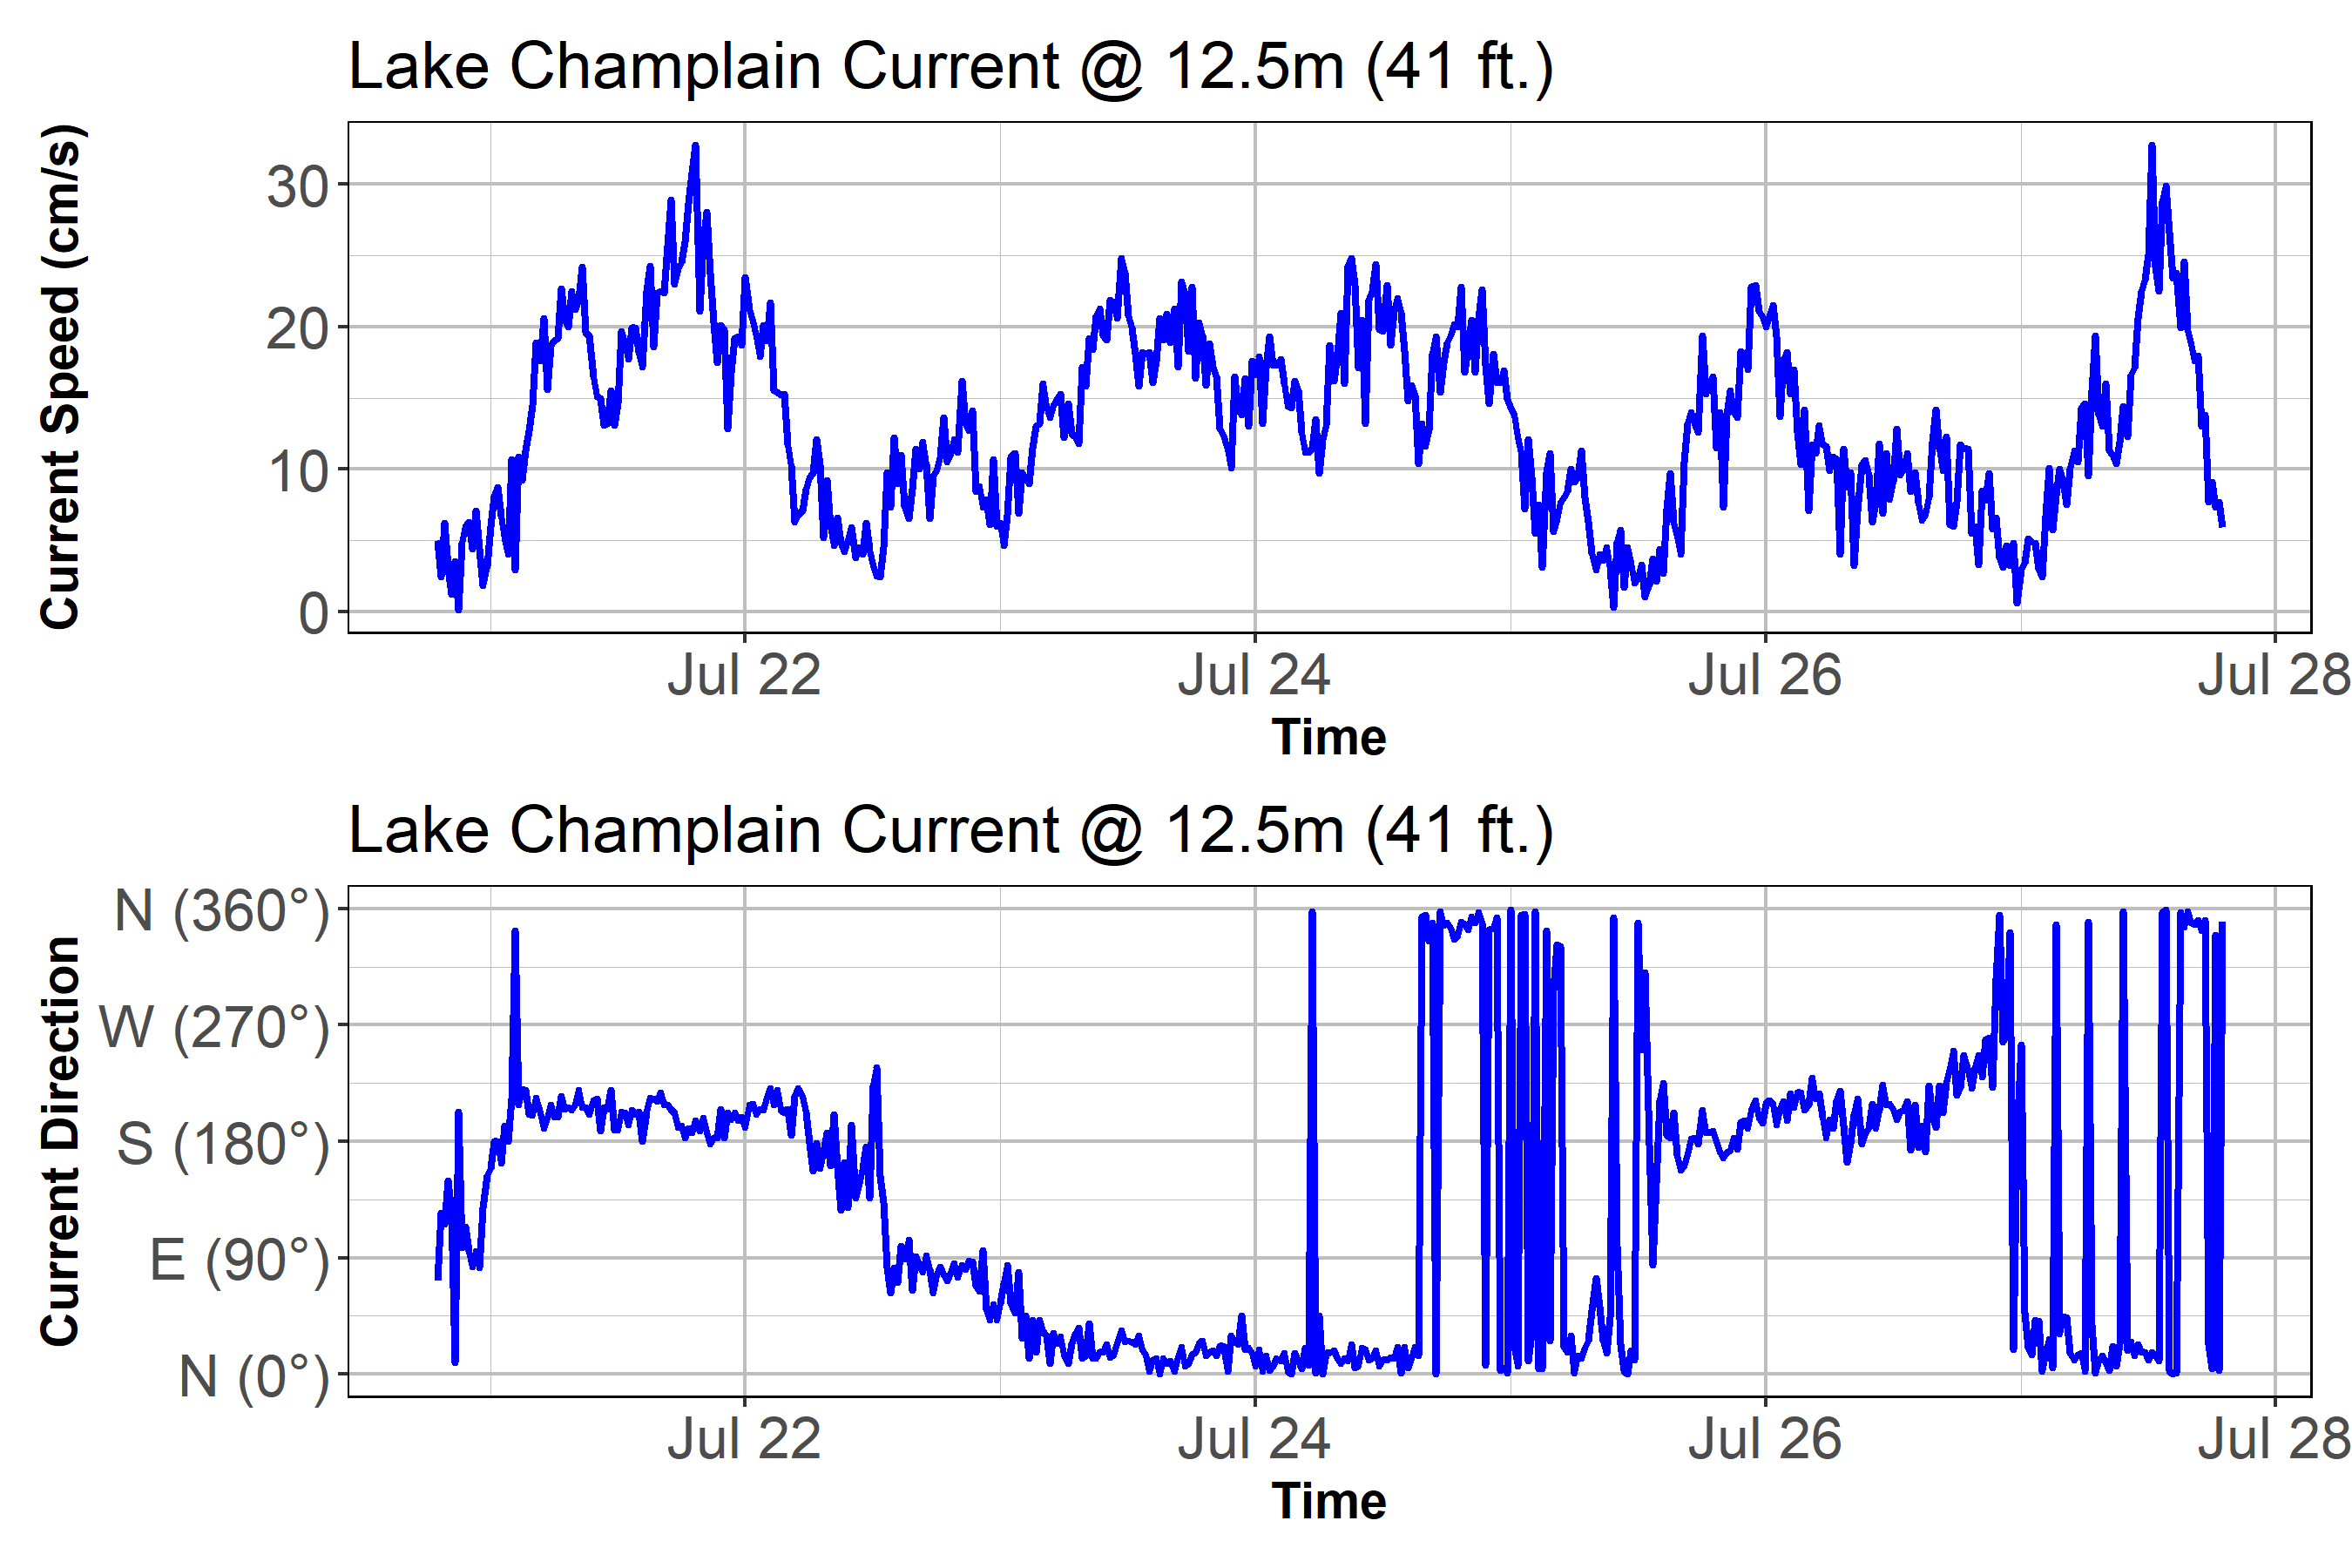 Lake Champlain Current @ 12.5m (41 ft.)
Current Speed (cm/s)
30
20
10
0
Jul 22 Jul 24 Jul 26 Jul 28
Time
Lake Champlain Current @ 12.5m (41 ft.)
Current Direction
N (360°)
W (270°)
S (180°)
E (90°)
N (0°)
Jul 22 Jul 24 Jul 26 Jul 28
Time